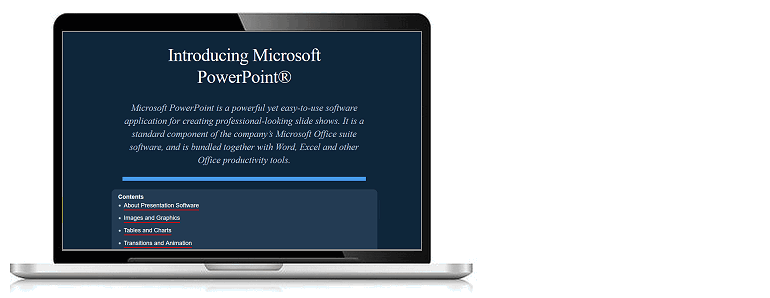 Introducing Microsoft
PowerPoint®
Microsoft PowerPoint is a powerful yet easy-to-use software
application for creating professional-looking slide shows. It is a
standard component of the company’s Microsoft Office suite
software, and is bundled together with Word, Excel and other
Office productivity tools.
Contents
• About Presentation Software
• Images and Graphics
• Tables and Charts
• Transitions and Animation